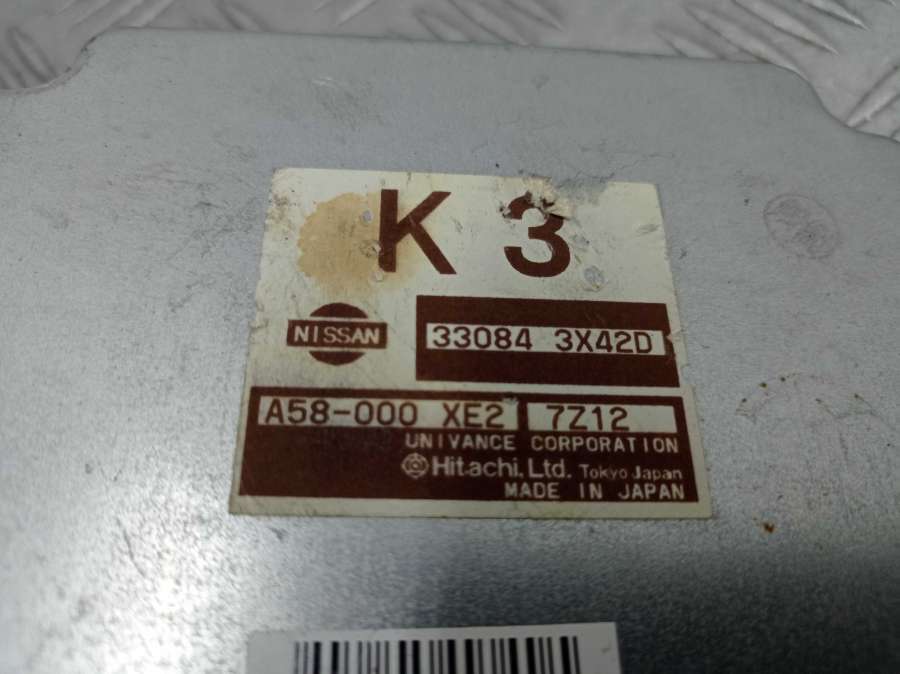 K 3
NISSAN
33084 3X42D
A58-000 XE2 7Z12
UNIVANCE CORPORATION
Hitachi, Ltd. Tokyo Japan
MADE IN JAPAN